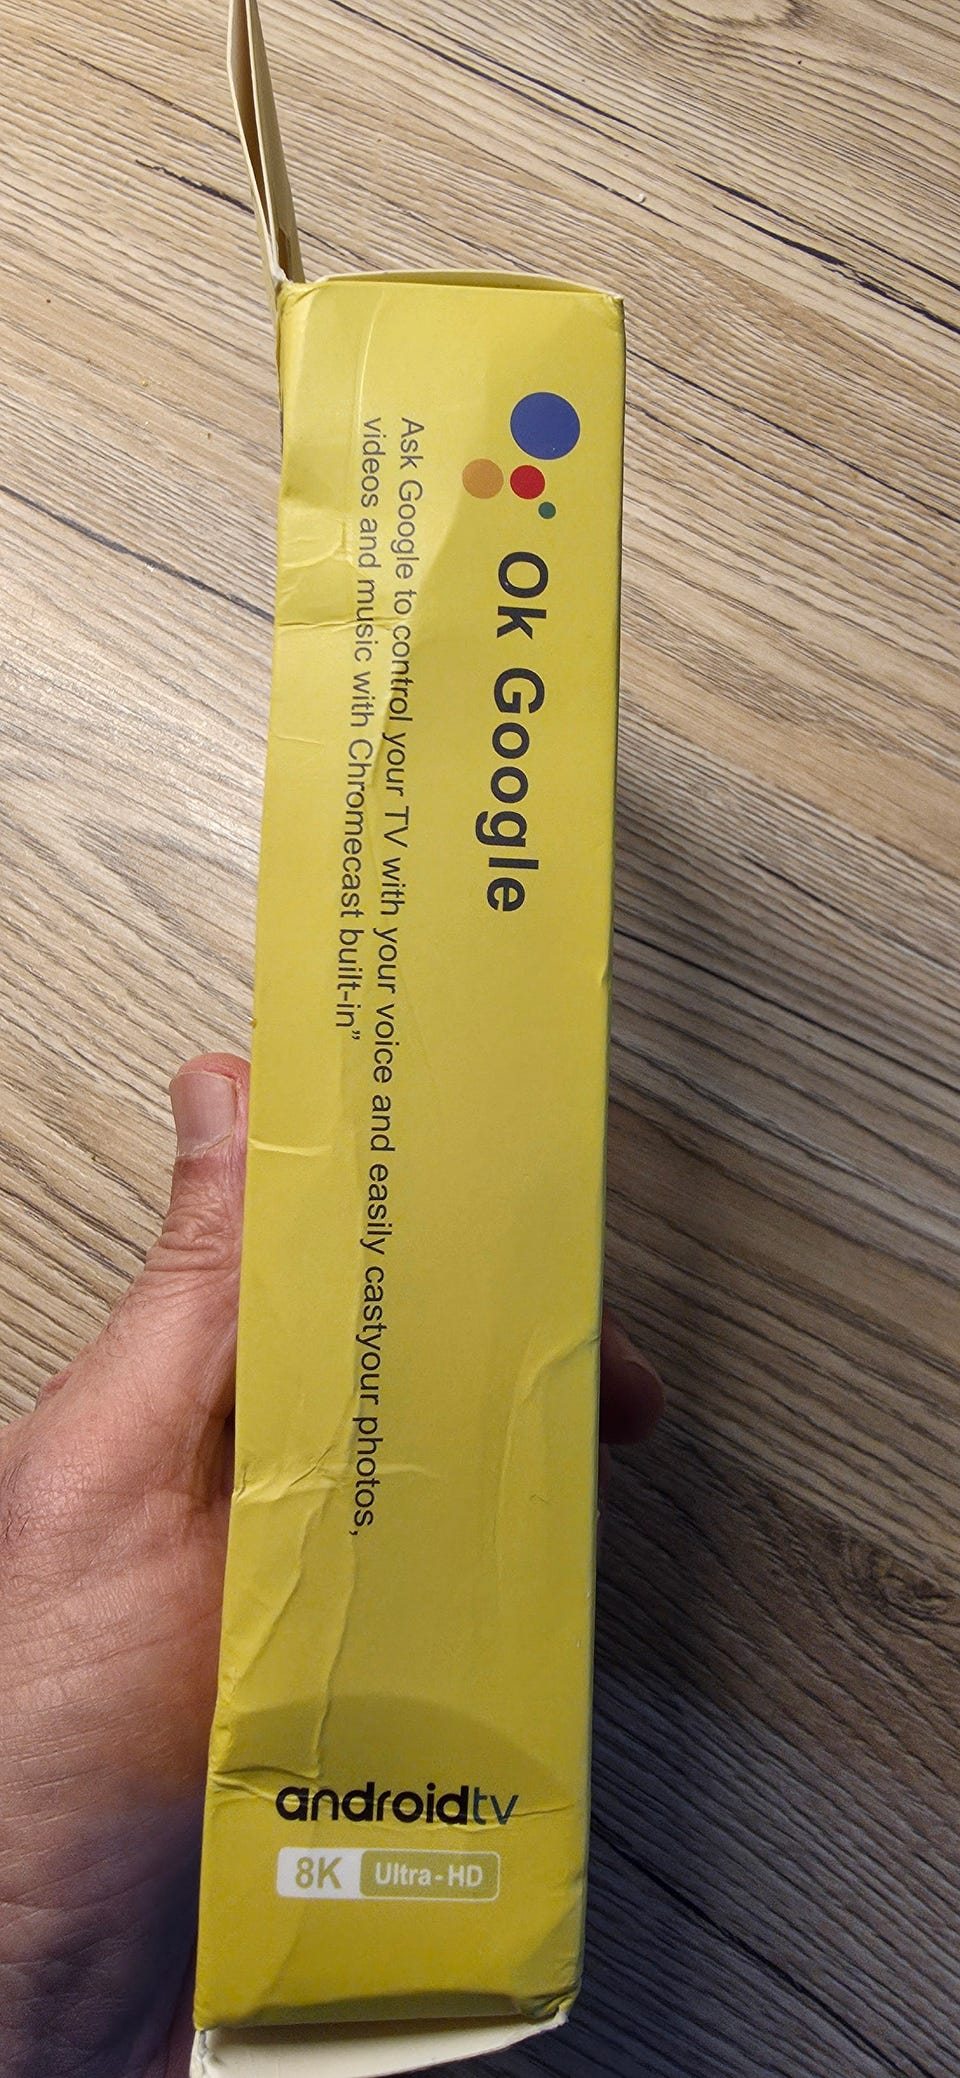 Ok Google
Ask Google to control your TV with your voice and easily castyour photos,
videos and music with Chromecast built-in”
androidtv
8K Ultra-HD